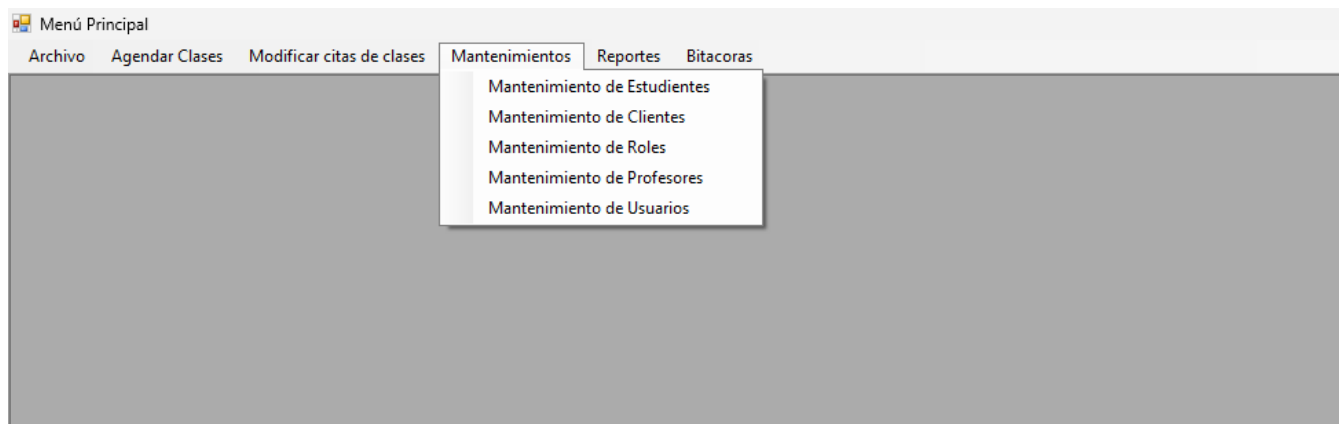 Menú Principal
Archivo Agendar Clases Modificar citas de clases Mantenimientos Reportes Bitacoras
Mantenimiento de Estudientes
Mantenimiento de Clientes
Mantenimiento de Roles
Mantenimiento de Profesores
Mantenimiento de Usuarios